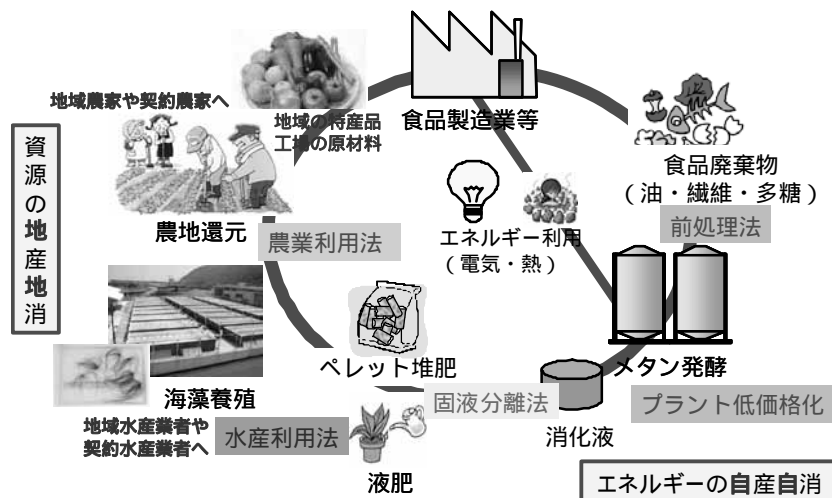 食品製造業等
地域農家や契約農家へ
地域の特産品
工場の原材料
食品廃棄物
（油・繊維・多糖）
前処理法
資源の地産地消
農地還元
農業利用法
エネルギー利用
（電気・熱）
メタン発酵
プラント低価格化
ペレット堆肥
固液分離法
消化液
海藻養殖
地域水産業者や
契約水産業者へ
水産利用法
液肥
エネルギーの自産自消